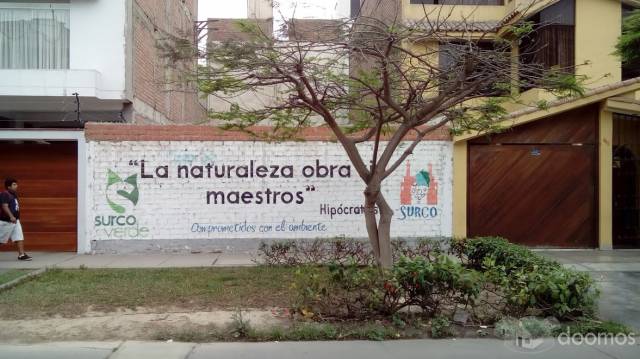 "La naturaleza obra
maestros"
Hipócrates
Comprometidos con el ambiente
SURCO
verde
SURCO
doomos